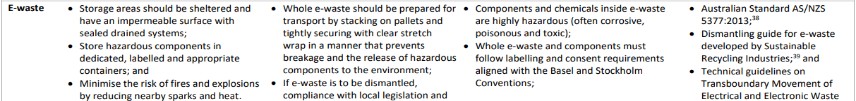 E-waste
• Storage areas should be sheltered and
have an impermeable surface with
sealed drained systems;
• Store hazardous components in
dedicated, labelled and appropriate
containers; and
• Minimise the risk of fires and explosions
by reducing nearby sparks and heat.
• Whole e-waste should be prepared for
transport by stacking on pallets and
tightly securing with clear stretch
wrap in a manner that prevents
breakage and the release of hazardous
components to the environment;
• If e-waste is to be dismantled,
compliance with local legislation and
• Components and chemicals inside e-waste
are highly hazardous (often corrosive,
poisonous and toxic);
• Whole e-waste and components must
follow labelling and consent requirements
aligned with the Basel and Stockholm
Conventions;
• Australian Standard AS/NZS
5377:2013;38
• Dismantling guide for e-waste
developed by Sustainable
Recycling Industries;39 and
• Technical guidelines on
Transboundary Movement of
Electrical and Electronic Waste